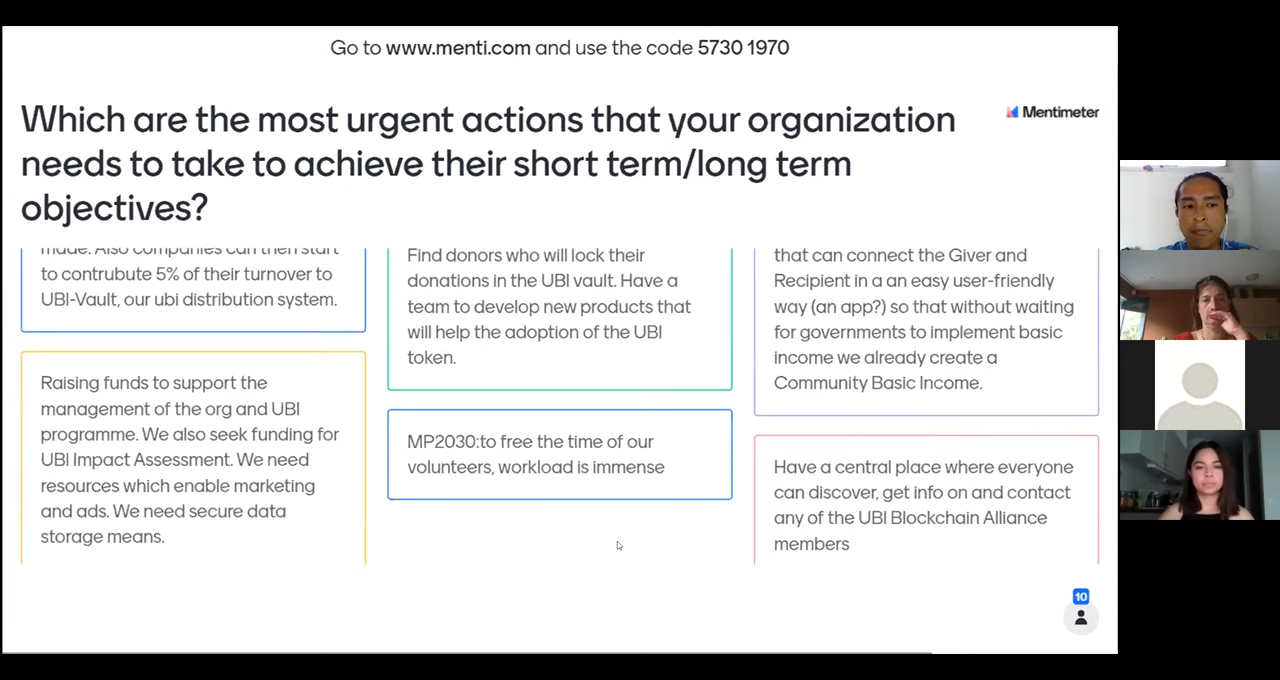 Go to www.menti.com and use the code 5730 1970
Mentimeter
Which are the most urgent actions that your organization
needs to take to achieve their short term/long term
objectives?
made. Also companies can then start
to contrubute 5% of their turnover to
UBI-Vault, our ubi distribution system.
Raising funds to support the
management of the org and UBI
programme. We also seek funding for
UBI Impact Assessment. We need
resources which enable marketing
and ads. We need secure data
storage means.
Find donors who will lock their
donations in the UBI vault. Have a
team to develop new products that
will help the adoption of the UBI
token.
MP2030:to free the time of our
volunteers, workload is immense
that can connect the Giver and
Recipient in a an easy user-friendly
way (an app?) so that without waiting
for governments to implement basic
income we already create a
Community Basic Income.
Have a central place where everyone
can discover, get info on and contact
any of the UBI Blockchain Alliance
members
10